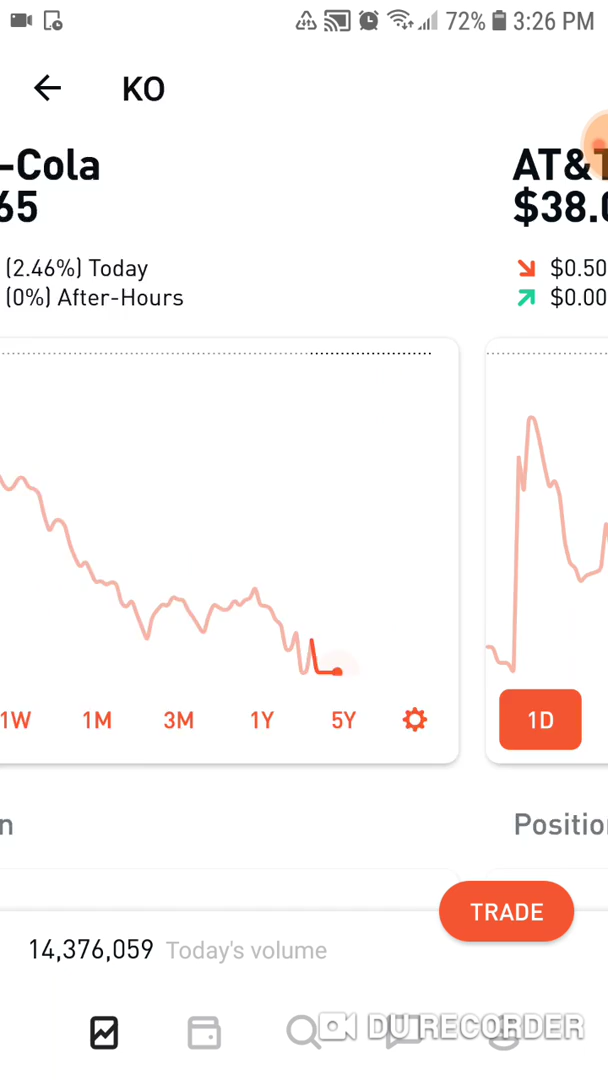 72% 3:26 PM
KO
-Cola
65
(2.46%) Today
(0%) After-Hours
AT&T
$38.0
$0.50
$0.00
1W 1M 3M 1Y 5Y
1D
n
Position
TRADE
14,376,059 Today's volume
DU RECORDER